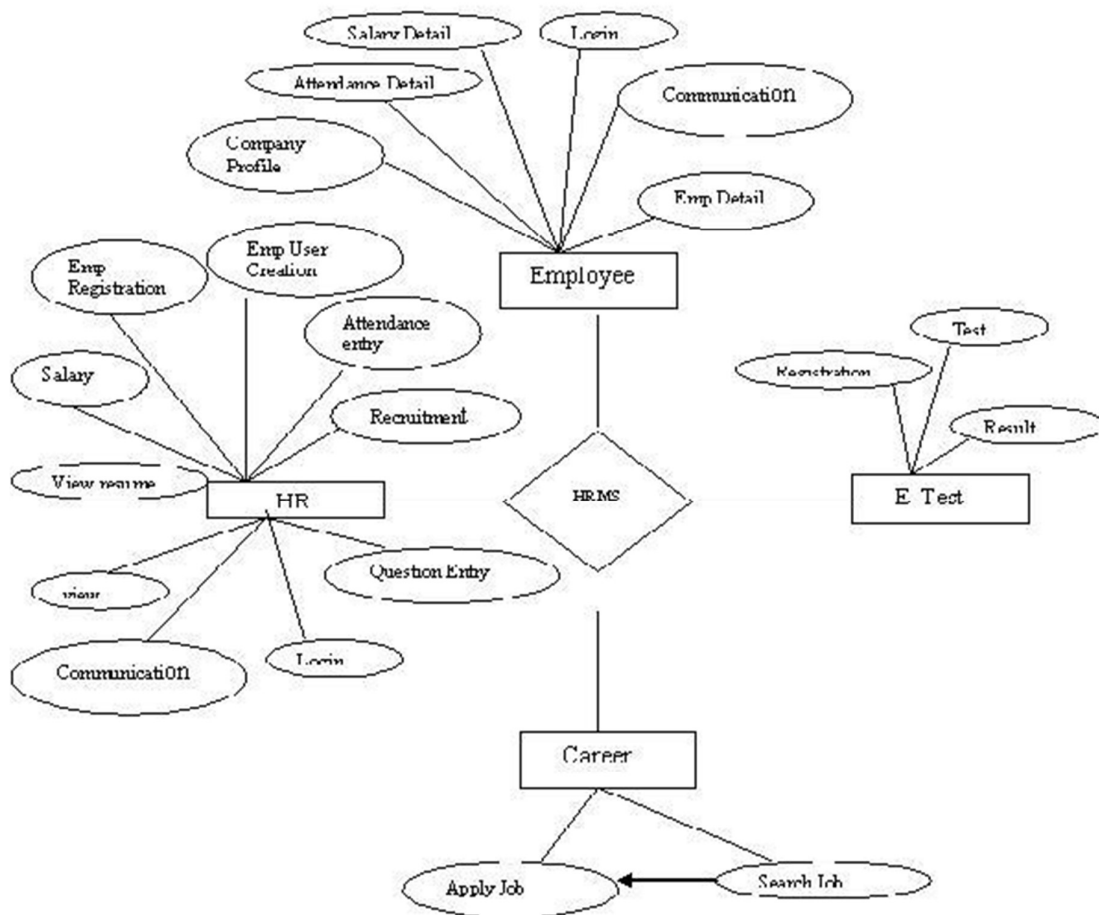 Salary Detail
Login
Attendance Detail
Communication
Company
Profile
Emp Detail
Emp User
Creation
Emp
Registration
Employee
Attendance
entry
Test
Registration
Salary
Recruitment
Result
View resume
HR
HRMS
E Test
Question Entry
view
Communication
Login
Career
Apply Job
Search Job